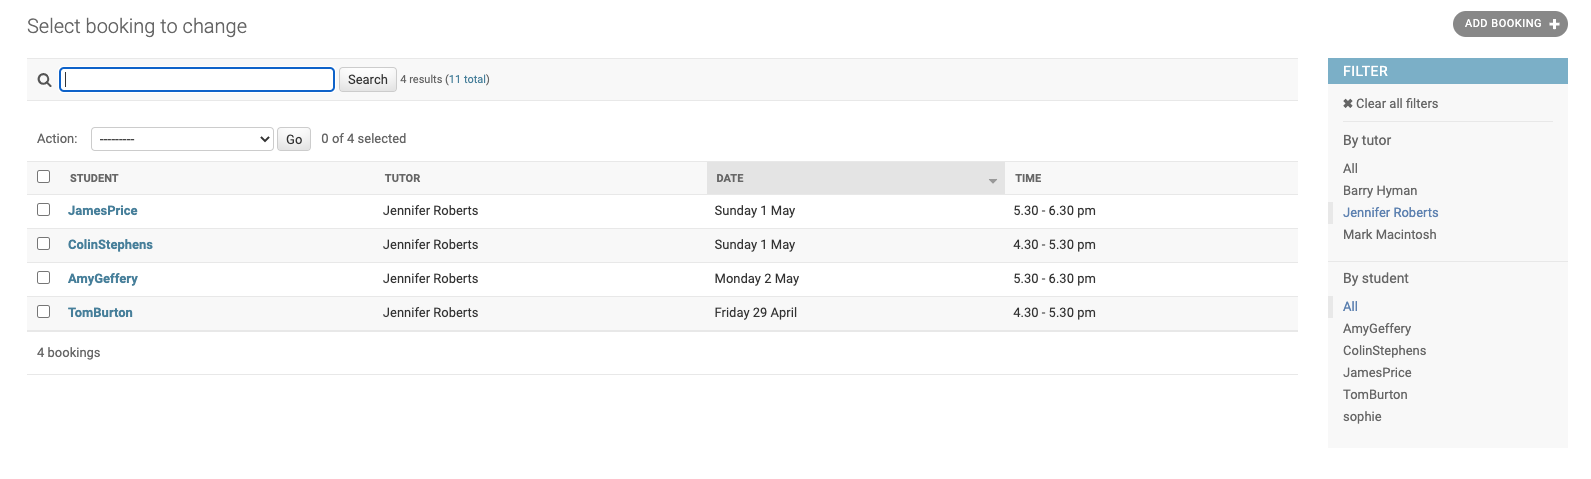 Select booking to change
ADD BOOKING +
Search 4 results (11 total)
Action: --------- Go 0 of 4 selected
STUDENT TUTOR DATE TIME
JamesPrice Jennifer Roberts Sunday 1 May 5.30 - 6.30 pm
ColinStephens Jennifer Roberts Sunday 1 May 4.30 - 5.30 pm
AmyGeffery Jennifer Roberts Monday 2 May 5.30 - 6.30 pm
TomBurton Jennifer Roberts Friday 29 April 4.30 - 5.30 pm
4 bookings
FILTER
✖ Clear all filters
By tutor
All
Barry Hyman
Jennifer Roberts
Mark Macintosh
By student
All
AmyGeffery
ColinStephens
JamesPrice
TomBurton
sophie